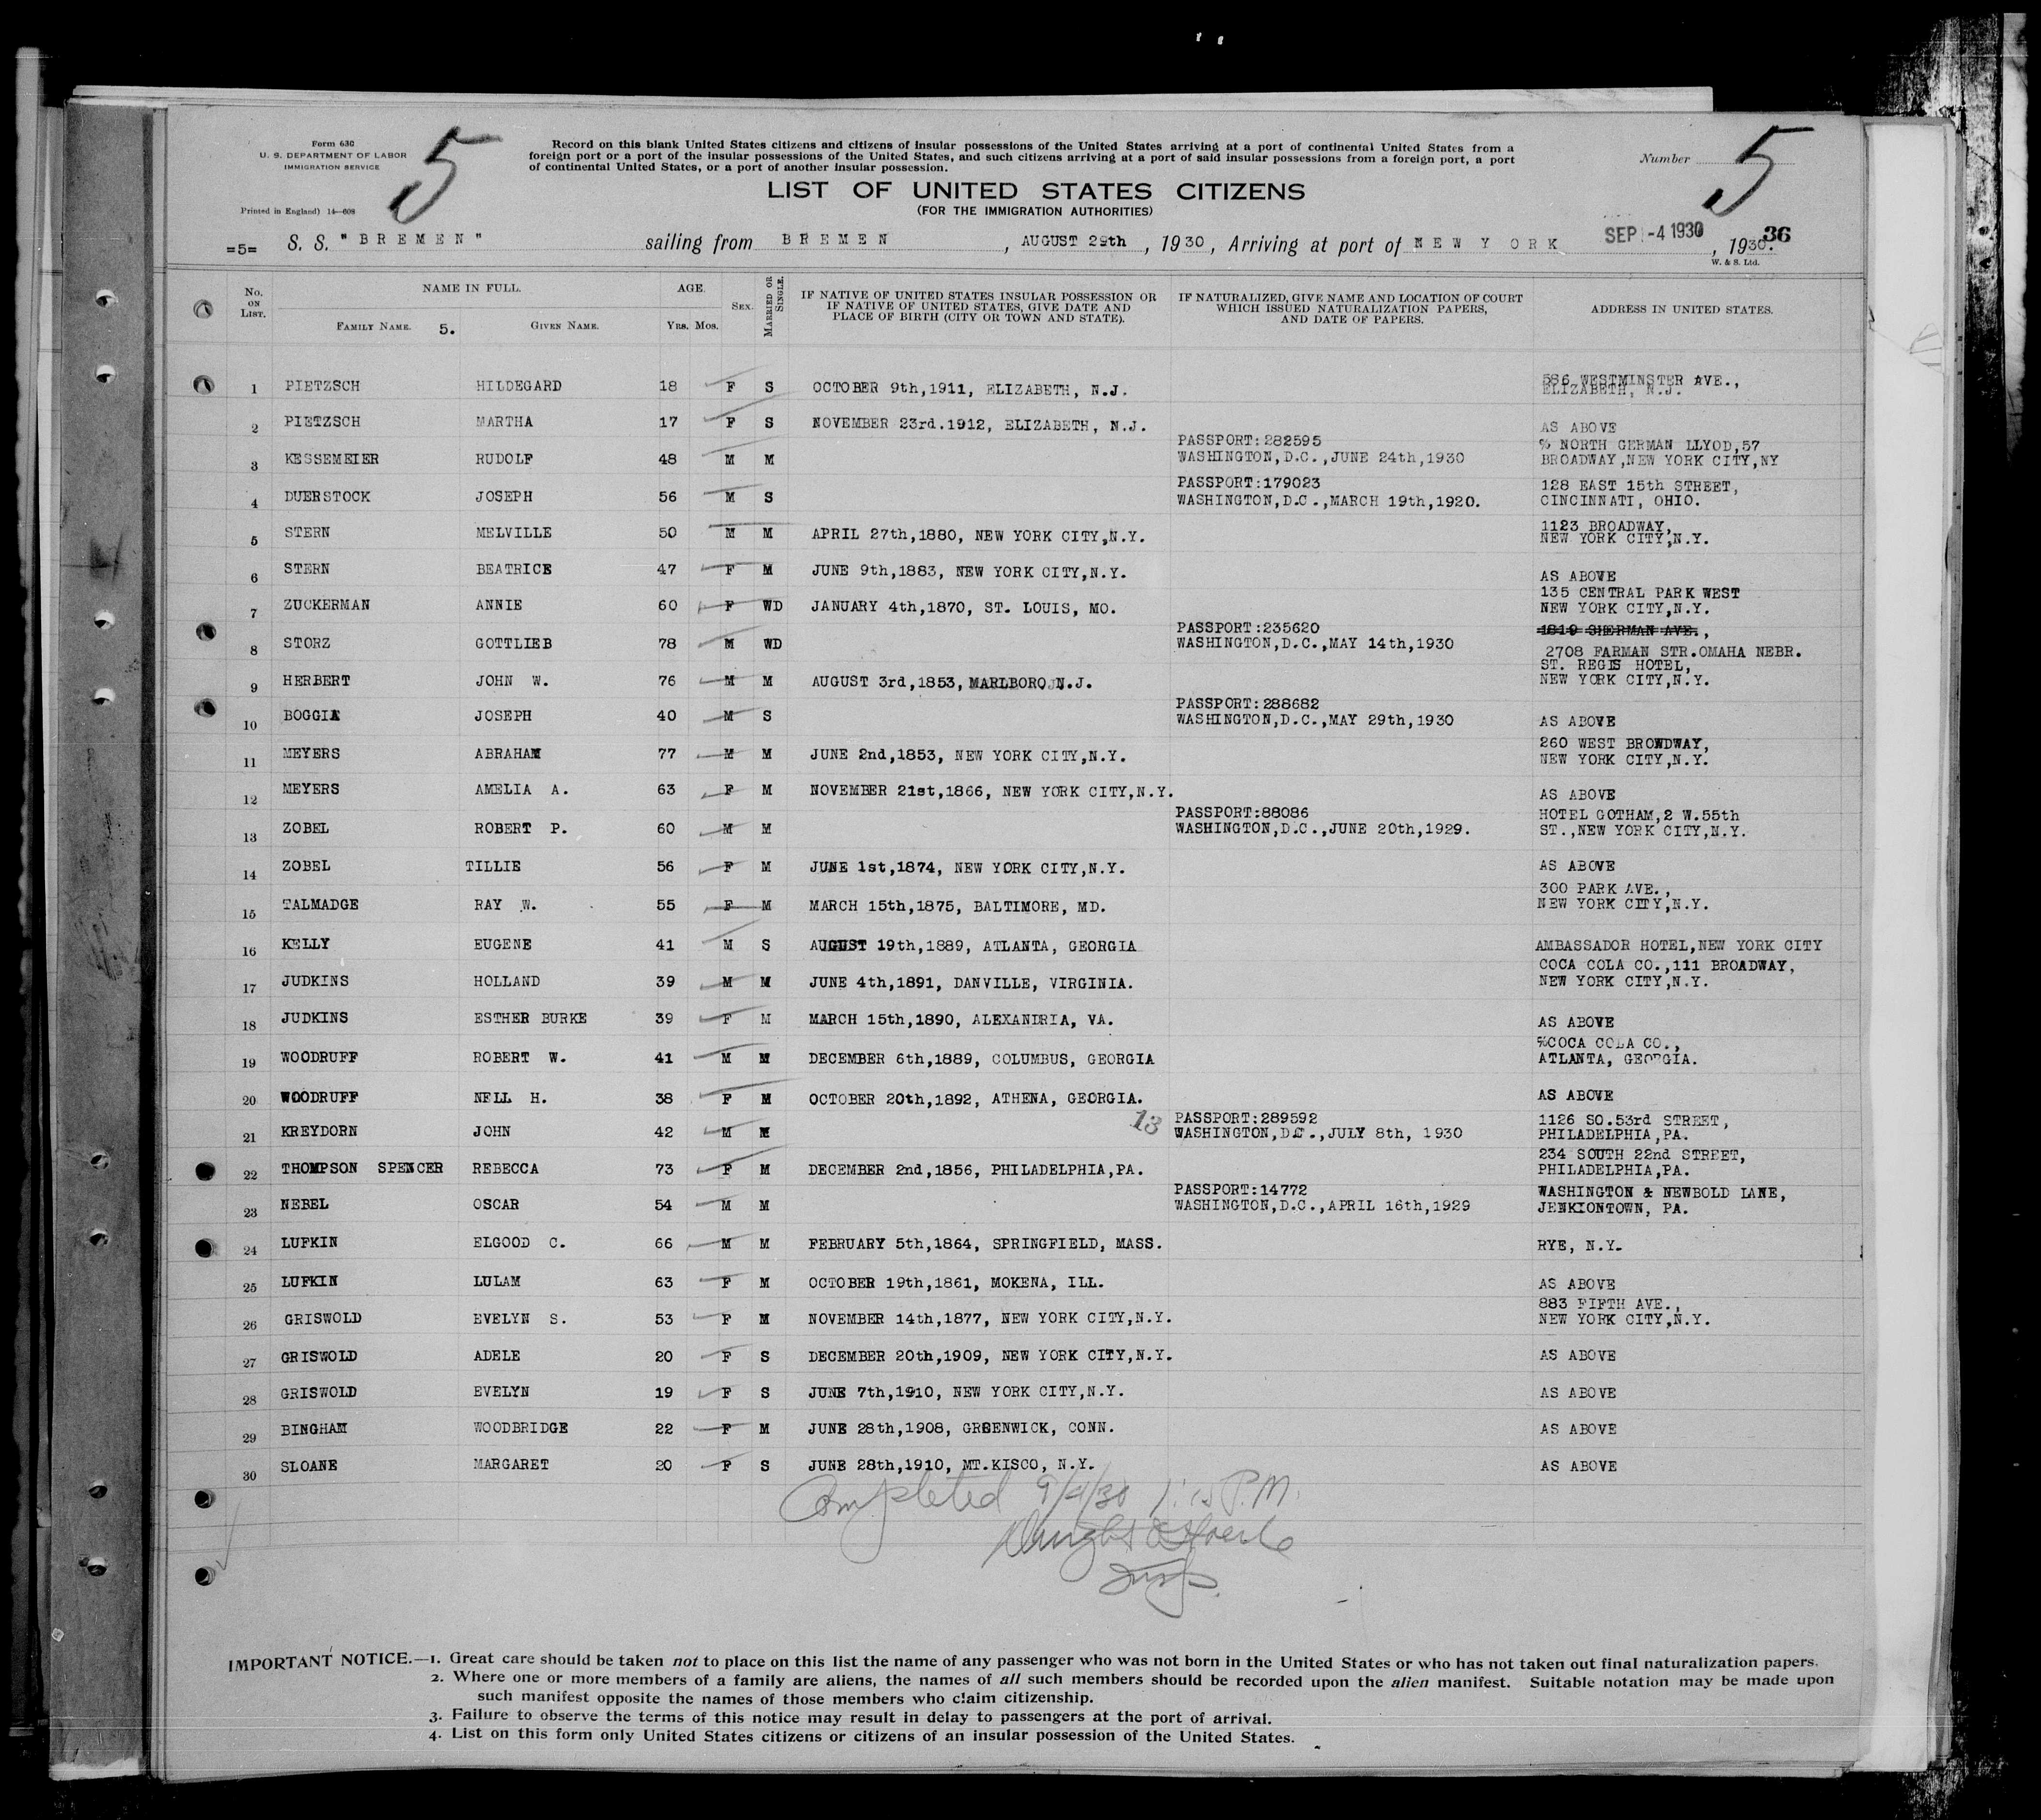 Form 630
U. S. DEPARTMENT OF LABOR
IMMIGRATION SERVICE
Printed in England) 14—608
5
Record on this blank United States citizens and citizens of insular possessions of the United States arriving at a port of continental United States from a
foreign port or a port of the insular possessions of the United States, and such citizens arriving at a port of said insular possessions from a foreign port, a port
of continental United States, or a port of another insular possession.
Number 5
LIST OF UNITED STATES CITIZENS
(FOR THE IMMIGRATION AUTHORITIES)
=5= S. S. "BREMEN" sailing from BREMEN, AUGUST 29th, 1930, Arriving at port of NEW YORK SEP -4 1930, 1930. 36
W. & S. Ltd.
No. ON LIST. NAME IN FULL. AGE. SEX. MARRIED OR SINGLE. IF NATIVE OF UNITED STATES INSULAR POSSESSION OR IF NATIVE OF UNITED STATES, GIVE DATE AND PLACE OF BIRTH (CITY OR TOWN AND STATE). IF NATURALIZED, GIVE NAME AND LOCATION OF COURT WHICH ISSUED NATURALIZATION PAPERS, AND DATE OF PAPERS. ADDRESS IN UNITED STATES.
FAMILY NAME. 5. GIVEN NAME. YRS. MOS.
1 PIETZSCH HILDEGARD 18 F S OCTOBER 9th,1911, ELIZABETH, N.J. 586 WESTMINSTER AVE., ELIZABETH, N.J.
2 PIETZSCH MARTHA 17 F S NOVEMBER 23rd.1912, ELIZABETH, N.J. AS ABOVE
3 KESSEMEIER RUDOLF 48 M M PASSPORT:282595 WASHINGTON,D.C.,JUNE 24th,1930 % NORTH GERMAN LLYOD,57 BROADWAY,NEW YORK CITY,NY
4 DUERSTOCK JOSEPH 56 M S PASSPORT:179023 WASHINGTON,D.C.,MARCH 19th,1920. 128 EAST 15th STREET, CINCINNATI, OHIO.
5 STERN MELVILLE 50 M M APRIL 27th,1880, NEW YORK CITY,N.Y. 1123 BROADWAY, NEW YORK CITY,N.Y.
6 STERN BEATRICE 47 F M JUNE 9th,1883, NEW YORK CITY,N.Y. AS ABOVE
7 ZUCKERMAN ANNIE 60 F WD JANUARY 4th,1870, ST. LOUIS, MO. 135 CENTRAL PARK WEST NEW YORK CITY,N.Y.
8 STORZ GOTTLIEB 78 M WD PASSPORT:235620 WASHINGTON,D.C.,MAY 14th,1930 1819 SHERMAN AVE., 2708 FARMAN STR.OMAHA NEBR.
9 HERBERT JOHN W. 76 M M AUGUST 3rd,1853, MARLBORO N.J. ST. REGIS HOTEL, NEW YORK CITY,N.Y.
10 BOGGIA JOSEPH 40 M S PASSPORT:288682 WASHINGTON,D.C.,MAY 29th,1930 AS ABOVE
11 MEYERS ABRAHAM 77 M M JUNE 2nd,1853, NEW YORK CITY,N.Y. 260 WEST BROWDWAY, NEW YORK CITY,N.Y.
12 MEYERS AMELIA A. 63 F M NOVEMBER 21st,1866, NEW YORK CITY,N.Y. AS ABOVE
13 ZOBEL ROBERT P. 60 M M PASSPORT:88086 WASHINGTON,D.C.,JUNE 20th,1929. HOTEL GOTHAM,2 W.55th ST.,NEW YORK CITY,N.Y.
14 ZOBEL TILLIE 56 F M JUNE 1st,1874, NEW YORK CITY,N.Y. AS ABOVE
15 TALMADGE RAY W. 55 F M MARCH 15th,1875, BALTIMORE, MD. 300 PARK AVE., NEW YORK CITY,N.Y.
16 KELLY EUGENE 41 M S AUGUST 19th,1889, ATLANTA, GEORGIA AMBASSADOR HOTEL,NEW YORK CITY
17 JUDKINS HOLLAND 39 M M JUNE 4th,1891, DANVILLE, VIRGINIA. COCA COLA CO.,111 BROADWAY, NEW YORK CITY,N.Y.
18 JUDKINS ESTHER BURKE 39 F M MARCH 15th,1890, ALEXANDRIA, VA. AS ABOVE
19 WOODRUFF ROBERT W. 41 M M DECEMBER 6th,1889, COLUMBUS, GEORGIA %COCA COLA CO., ATLANTA, GEORGIA.
20 WOODRUFF NELL H. 38 F M OCTOBER 20th,1892, ATHENA, GEORGIA. AS ABOVE
21 KREYDORN JOHN 42 M M 13 PASSPORT:289592 WASHINGTON,D.C.,JULY 8th, 1930 1126 SO.53rd STREET, PHILADELPHIA,PA.
22 THOMPSON SPENCER REBECCA 73 F M DECEMBER 2nd,1856, PHILADELPHIA,PA. 234 SOUTH 22nd STREET, PHILADELPHIA,PA.
23 NEBEL OSCAR 54 M M PASSPORT:14772 WASHINGTON,D.C.,APRIL 16th,1929 WASHINGTON & NEWBOLD LANE, JENKIONTOWN, PA.
24 LUFKIN ELGOOD C. 66 M M FEBRUARY 5th,1864, SPRINGFIELD, MASS. RYE, N.Y.
25 LUFKIN LULAM 63 F M OCTOBER 19th,1861, MOKENA, ILL. AS ABOVE
26 GRISWOLD EVELYN S. 53 F M NOVEMBER 14th,1877, NEW YORK CITY,N.Y. 883 FIFTH AVE., NEW YORK CITY,N.Y.
27 GRISWOLD ADELE 20 F S DECEMBER 20th,1909, NEW YORK CITY,N.Y. AS ABOVE
28 GRISWOLD EVELYN 19 F S JUNE 7th,1910, NEW YORK CITY,N.Y. AS ABOVE
29 BINGHAM WOODBRIDGE 22 F M JUNE 28th,1908, GREENWICK, CONN. AS ABOVE
30 SLOANE MARGARET 20 F S JUNE 28th,1910, MT.KISCO, N.Y. AS ABOVE
Completed 9/4/30 P.M.
Insp.
IMPORTANT NOTICE.—1. Great care should be taken not to place on this list the name of any passenger who was not born in the United States or who has not taken out final naturalization papers.
2. Where one or more members of a family are aliens, the names of all such members should be recorded upon the alien manifest. Suitable notation may be made upon
such manifest opposite the names of those members who claim citizenship.
3. Failure to observe the terms of this notice may result in delay to passengers at the port of arrival.
4. List on this form only United States citizens or citizens of an insular possession of the United States.